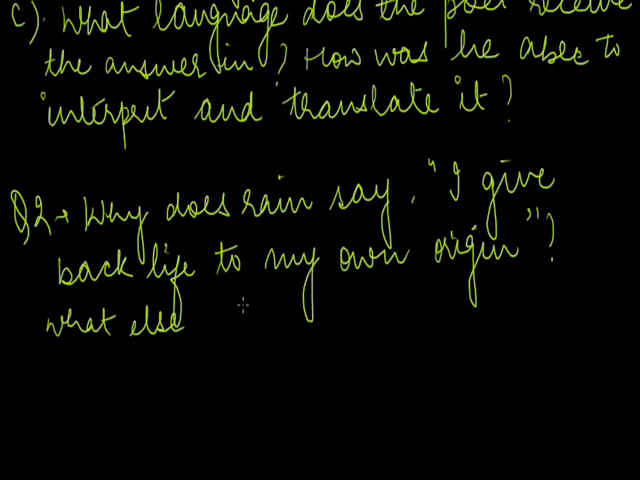 c). What language does the poet receive
the answer in? How was he able to
interpret and translate it?
Q2→ Why does rain say, "I give
back life to my own origin"?
what else